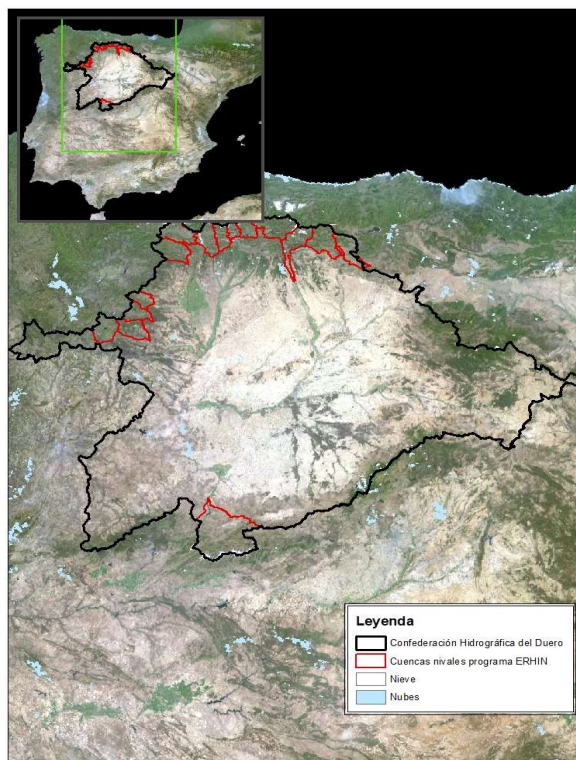 Leyenda
Confederación Hidrográfica del Duero
Cuencas nivales programa ERHIN
Nieve
Nubes